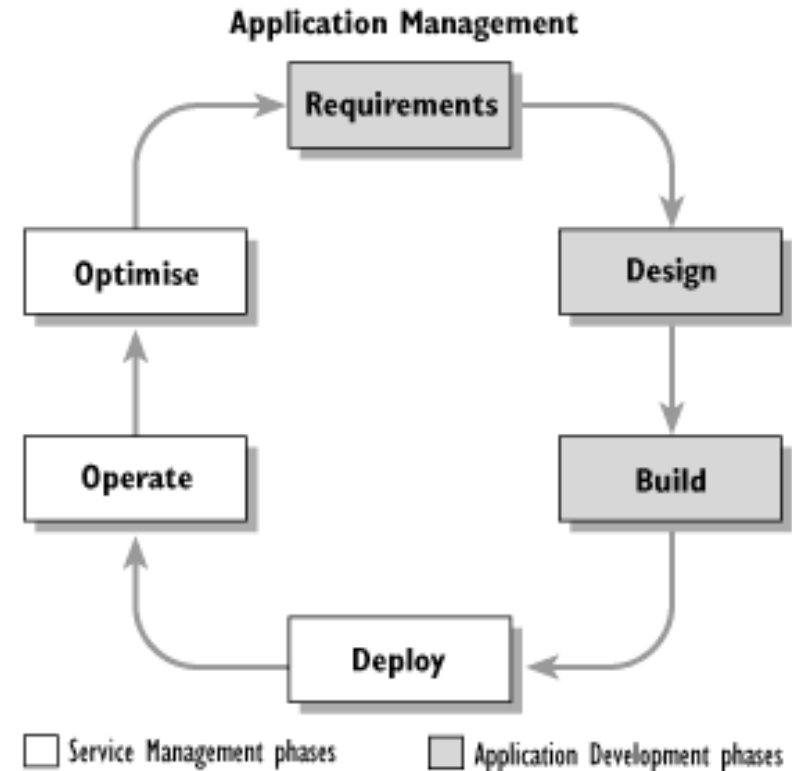 Application Management
Requirements
Optimise
Design
Operate
Build
Deploy
Service Management phases
Application Development phases